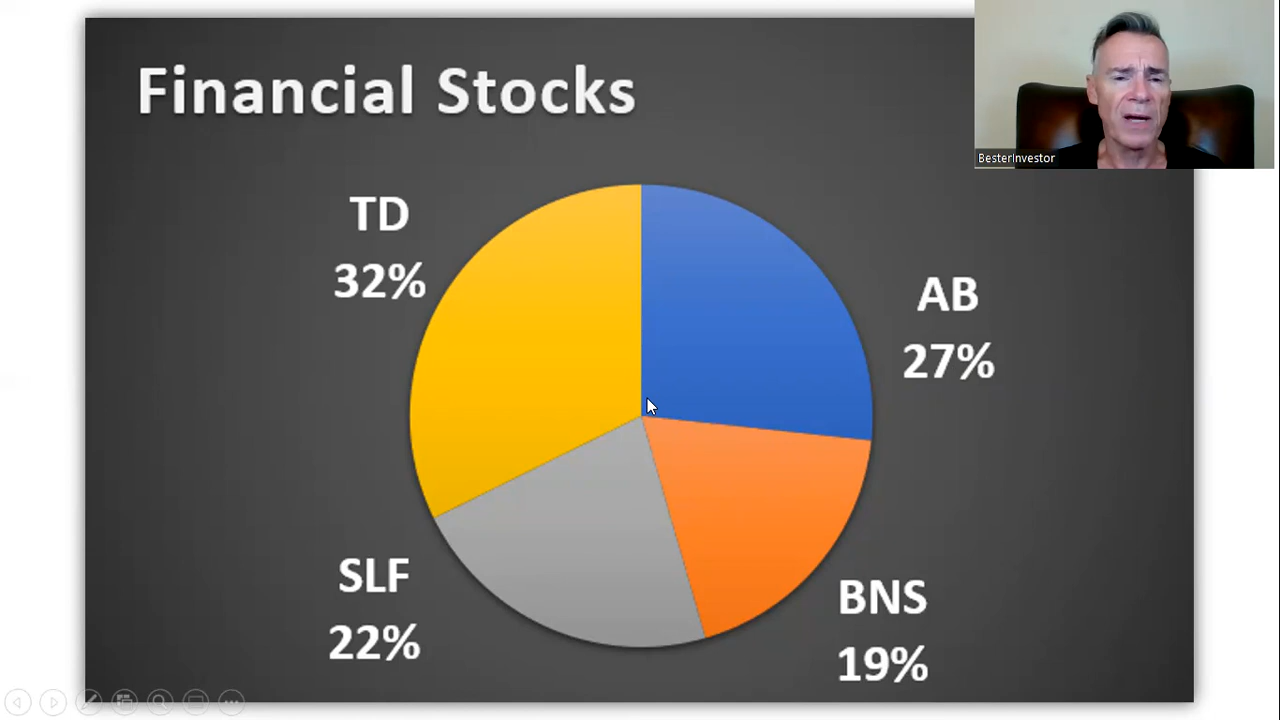 Financial Stocks
BesterInvestor
TD
32%
AB
27%
SLF
22%
BNS
19%